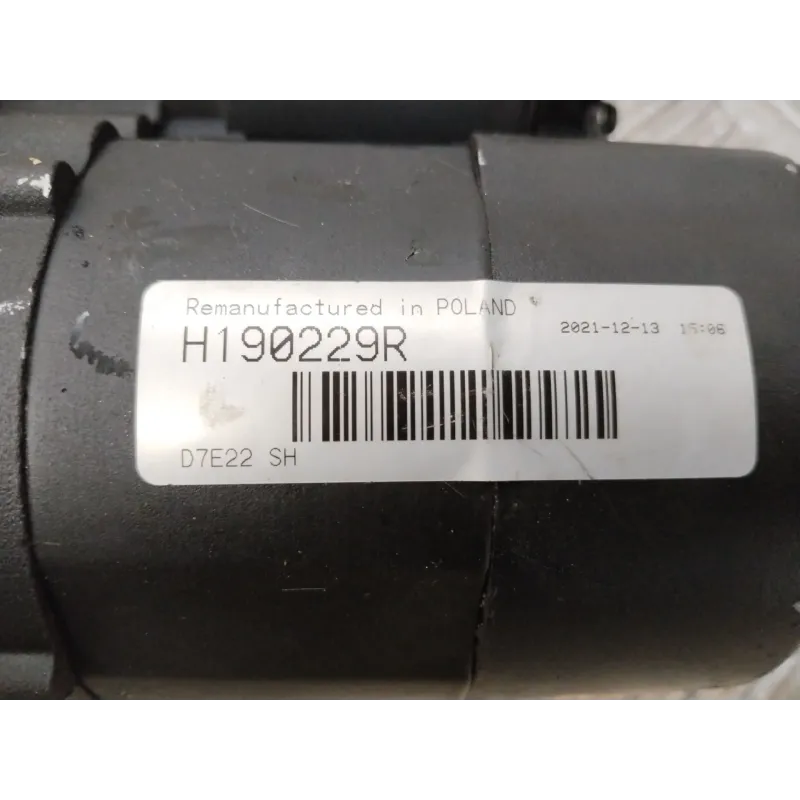 Remanufactured in POLAND
2021-12-13 15:06
H190229R
D7E22 SH